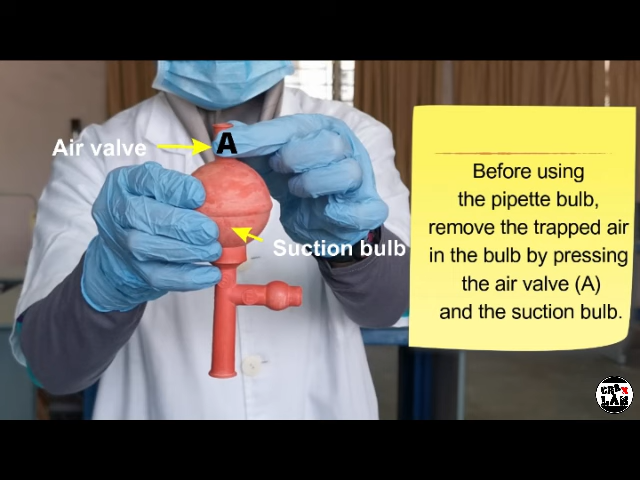 A
Air valve
Suction bulb
Before using
the pipette bulb,
remove the trapped air
in the bulb by pressing
the air valve (A)
and the suction bulb.